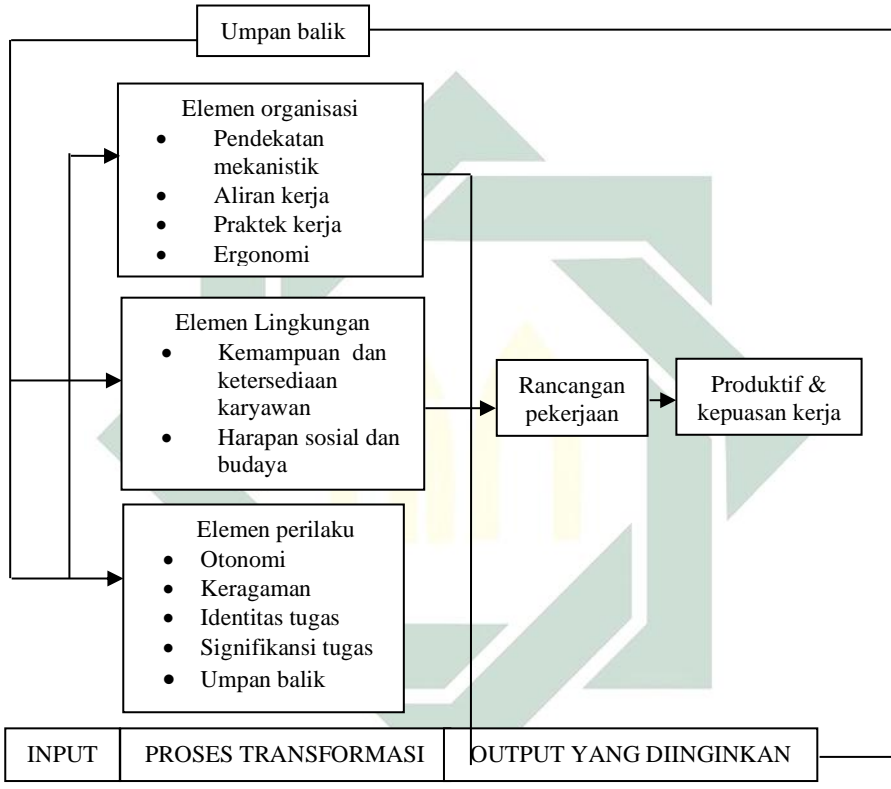 Umpan balik
Elemen organisasi
• Pendekatan
mekanistik
• Aliran kerja
• Praktek kerja
• Ergonomi
Elemen Lingkungan
• Kemampuan dan
ketersediaan
karyawan
• Harapan sosial dan
budaya
Rancangan
pekerjaan
Produktif &
kepuasan kerja
Elemen perilaku
• Otonomi
• Keragaman
• Identitas tugas
• Signifikansi tugas
• Umpan balik
INPUT
PROSES TRANSFORMASI
OUTPUT YANG DIINGINKAN